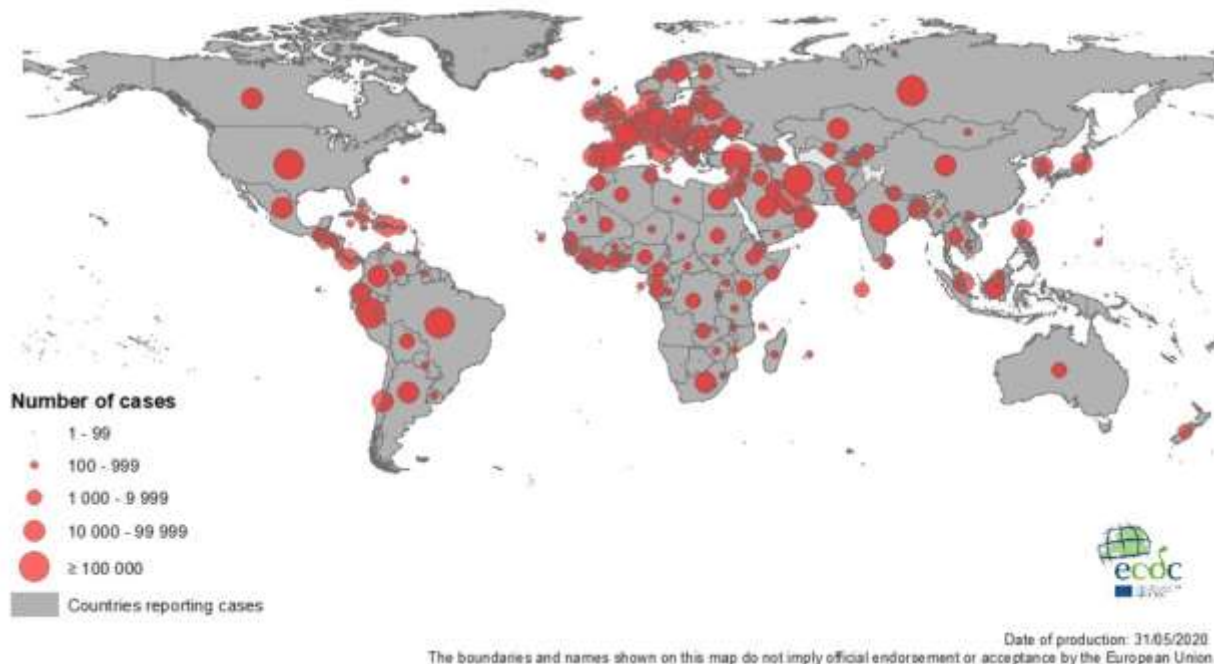 Number of cases
1 - 99
100 - 999
1 000 - 9 999
10 000 - 99 999
≥ 100 000
Countries reporting cases
ecdc
Date of production: 31/05/2020
The boundaries and names shown on this map do not imply official endorsement or acceptance by the European Union